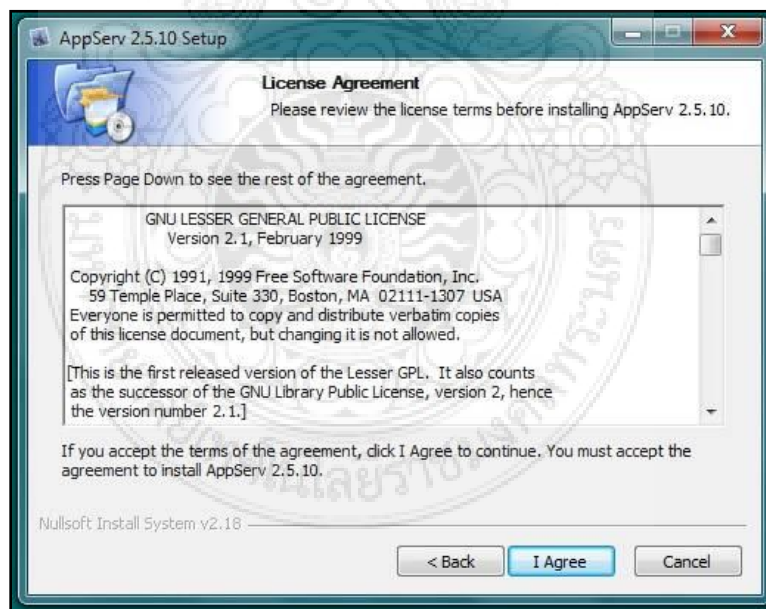 AppServ 2.5.10 Setup
License Agreement
Please review the license terms before installing AppServ 2.5.10.
Press Page Down to see the rest of the agreement.
GNU LESSER GENERAL PUBLIC LICENSE
Version 2.1, February 1999
Copyright (C) 1991, 1999 Free Software Foundation, Inc.
59 Temple Place, Suite 330, Boston, MA 02111-1307 USA
Everyone is permitted to copy and distribute verbatim copies
of this license document, but changing it is not allowed.
[This is the first released version of the Lesser GPL. It also counts
as the successor of the GNU Library Public License, version 2, hence
the version number 2.1.]
If you accept the terms of the agreement, click I Agree to continue. You must accept the
agreement to install AppServ 2.5.10.
Nullsoft Install System v2.18
< Back
I Agree
Cancel